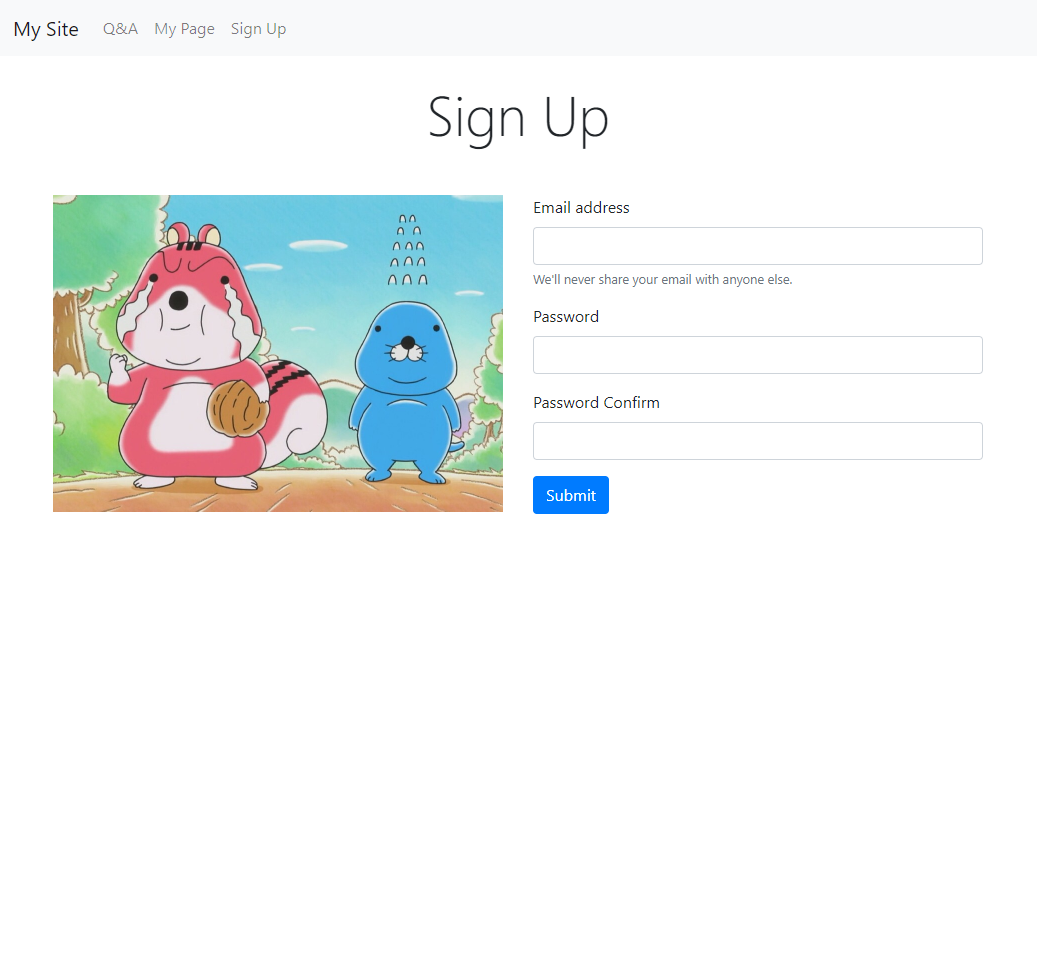 My Site Q&A My Page Sign Up
Sign Up
Email address
We'll never share your email with anyone else.
Password
Password Confirm
Submit